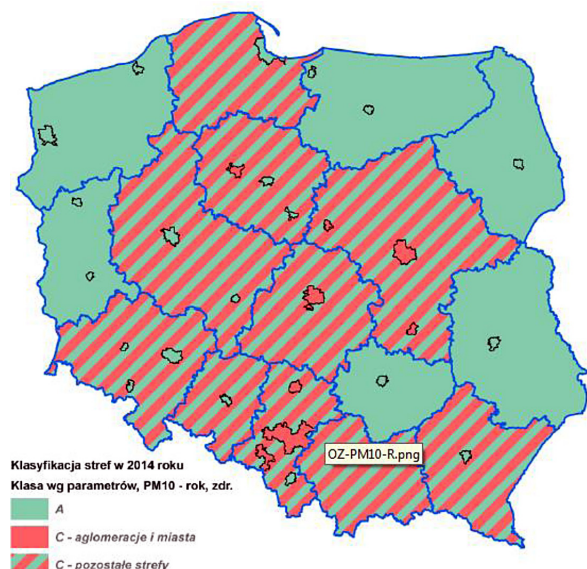 OZ-PM10-R.png
Klasyfikacja stref w 2014 roku
Klasa wg parametrów, PM10 - rok, zdr.
A
C - aglomeracje i miasta
C - pozostałe strefy